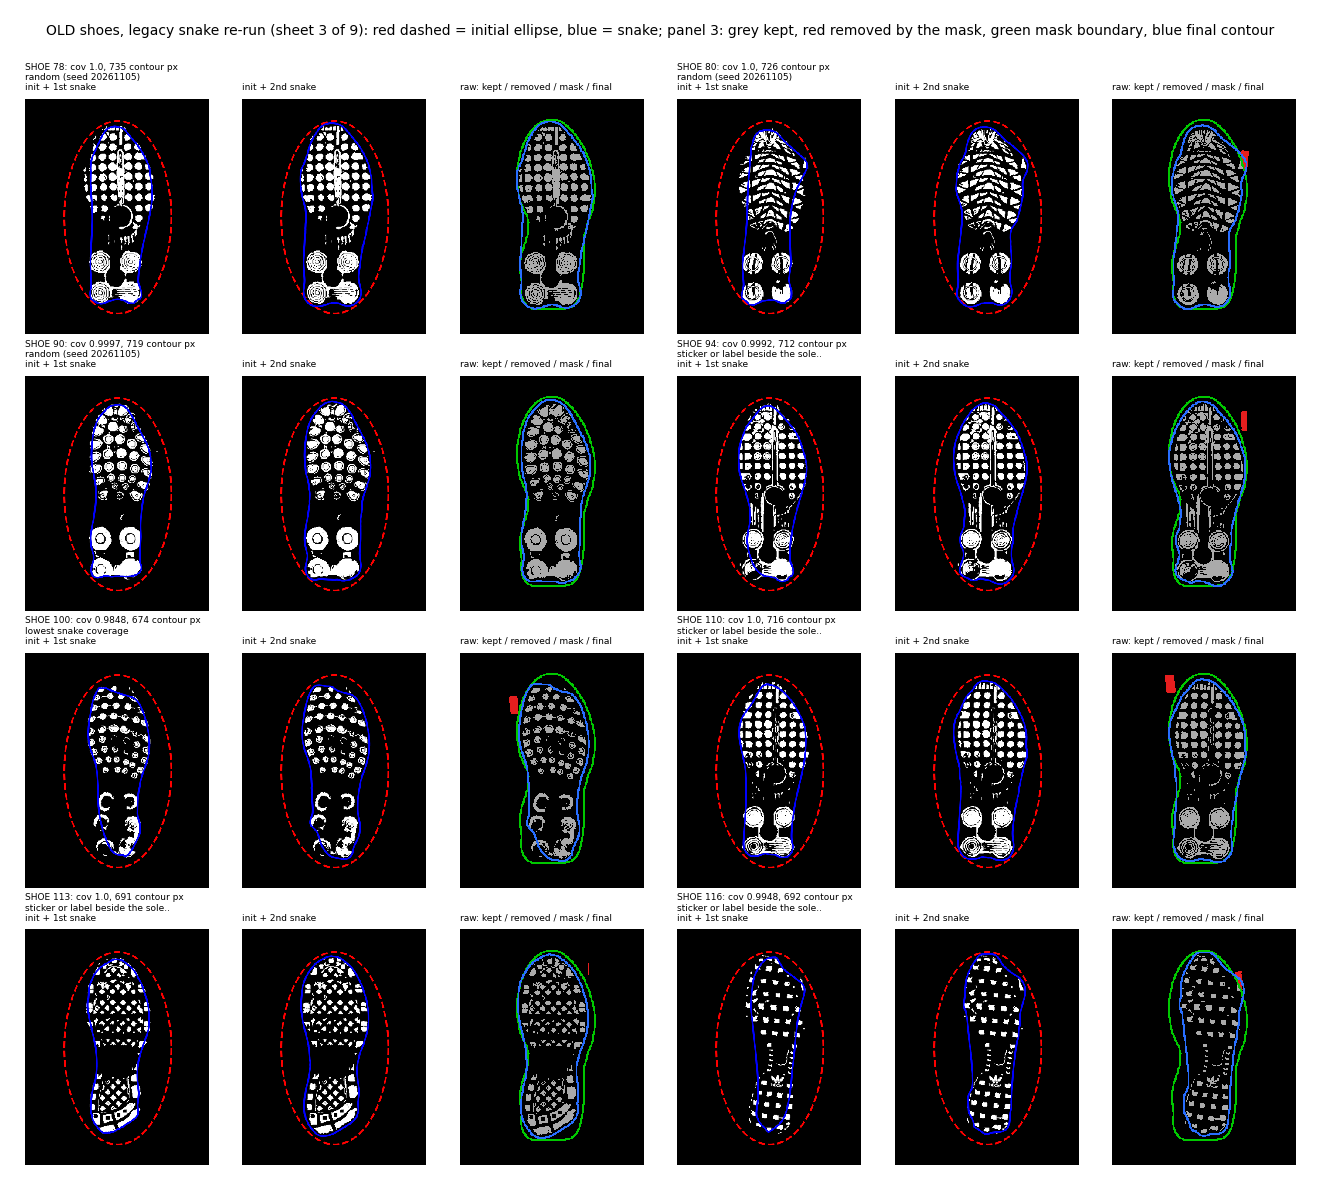 OLD shoes, legacy snake re-run (sheet 3 of 9): red dashed = initial ellipse, blue = snake; panel 3: grey kept, red removed by the mask, green mask boundary, blue final contour
SHOE 78: cov 1.0, 735 contour px
random (seed 20261105)
init + 1st snake
init + 2nd snake
raw: kept / removed / mask / final
SHOE 80: cov 1.0, 726 contour px
random (seed 20261105)
init + 1st snake
init + 2nd snake
raw: kept / removed / mask / final
SHOE 90: cov 0.9997, 719 contour px
random (seed 20261105)
init + 1st snake
init + 2nd snake
raw: kept / removed / mask / final
SHOE 94: cov 0.9992, 712 contour px
sticker or label beside the sole..
init + 1st snake
init + 2nd snake
raw: kept / removed / mask / final
SHOE 100: cov 0.9848, 674 contour px
lowest snake coverage
init + 1st snake
init + 2nd snake
raw: kept / removed / mask / final
SHOE 110: cov 1.0, 716 contour px
sticker or label beside the sole..
init + 1st snake
init + 2nd snake
raw: kept / removed / mask / final
SHOE 113: cov 1.0, 691 contour px
sticker or label beside the sole..
init + 1st snake
init + 2nd snake
raw: kept / removed / mask / final
SHOE 116: cov 0.9948, 692 contour px
sticker or label beside the sole..
init + 1st snake
init + 2nd snake
raw: kept / removed / mask / final